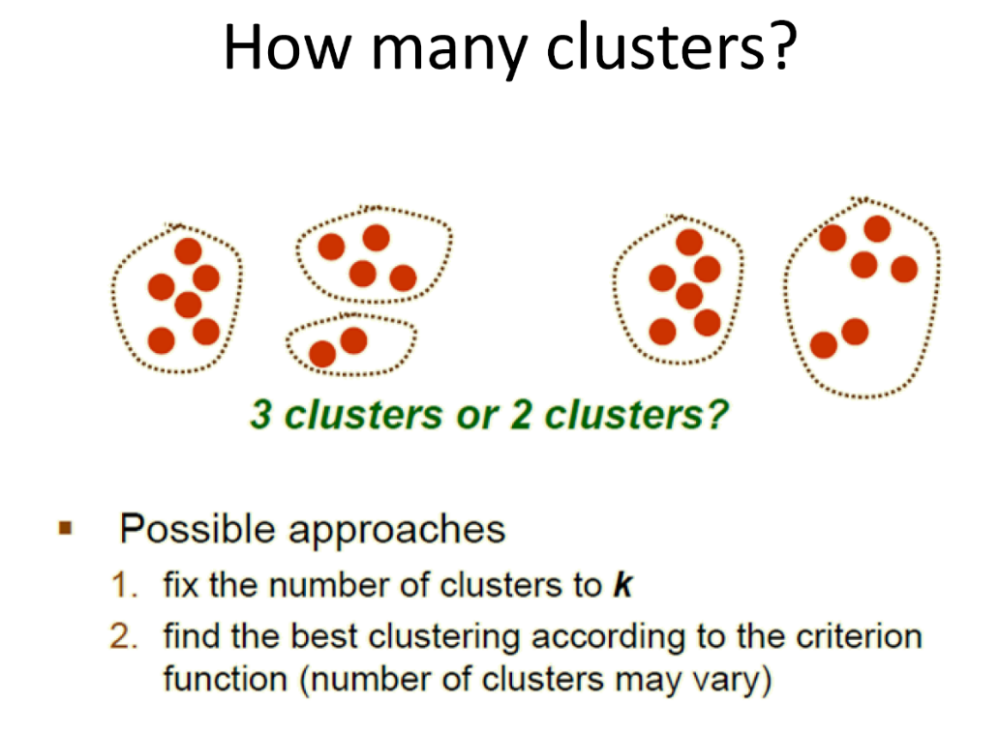 How many clusters?
3 clusters or 2 clusters?
▪ Possible approaches
1. fix the number of clusters to k
2. find the best clustering according to the criterion
function (number of clusters may vary)